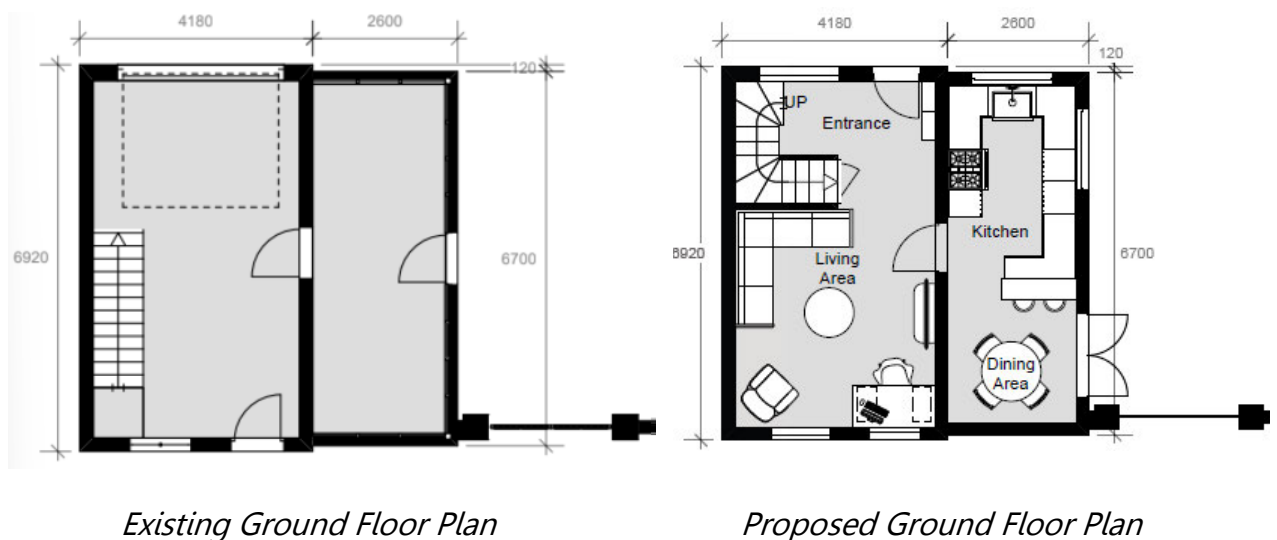 4180
2600
120
6920
6700
Existing Ground Floor Plan
4180
2600
120
UP
Entrance
Kitchen
Living
Area
Dining
Area
6920
6700
Proposed Ground Floor Plan